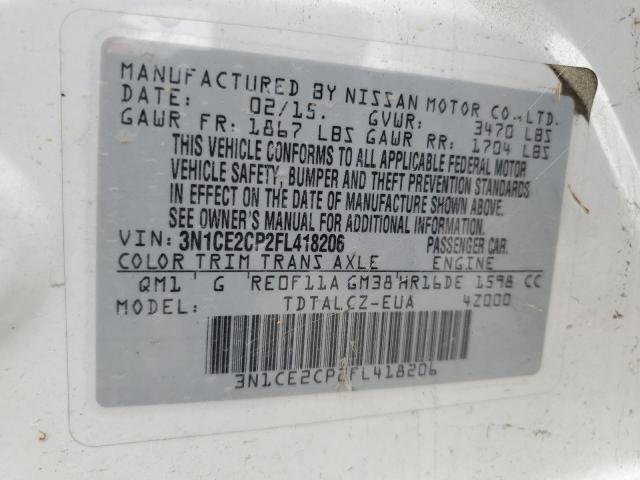 MANUFACTURED BY NISSAN MOTOR CO.,LTD.
DATE: 02/15. GVWR: 3470 LBS
GAWR FR: 1867 LBS GAWR RR: 1704 LBS
THIS VEHICLE CONFORMS TO ALL APPLICABLE FEDERAL MOTOR
VEHICLE SAFETY, BUMPER AND THEFT PREVENTION STANDARDS
IN EFFECT ON THE DATE OF MANUFACTURE SHOWN ABOVE.
SEE OWNER'S MANUAL FOR ADDITIONAL INFORMATION.
VIN: 3N1CE2CP2FL418206 PASSENGER CAR.
COLOR TRIM TRANS AXLE ENGINE
QM1 G RE0F11A GM38 HR16DE 1598 CC
TDTALCZ-EUA 4Z000
3N1CE2CP2FL418206